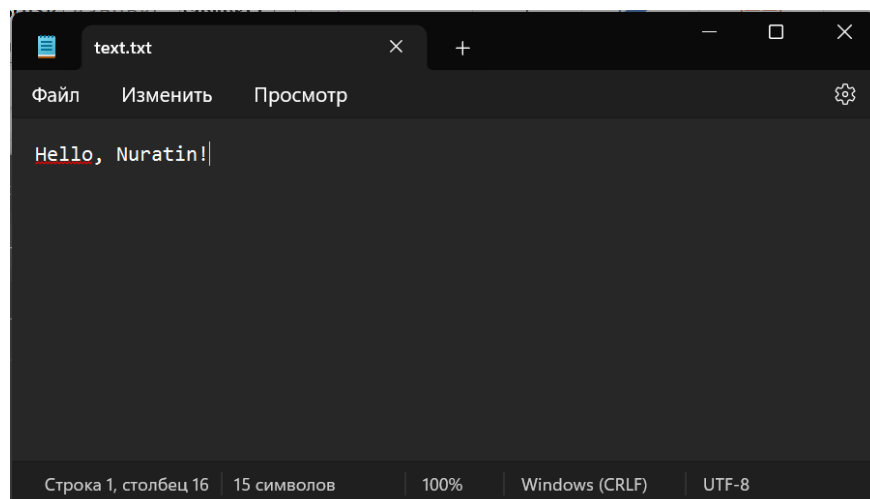 text.txt
Файл Изменить Просмотр
Hello, Nuratin!
Строка 1, столбец 16 15 символов 100% Windows (CRLF) UTF-8